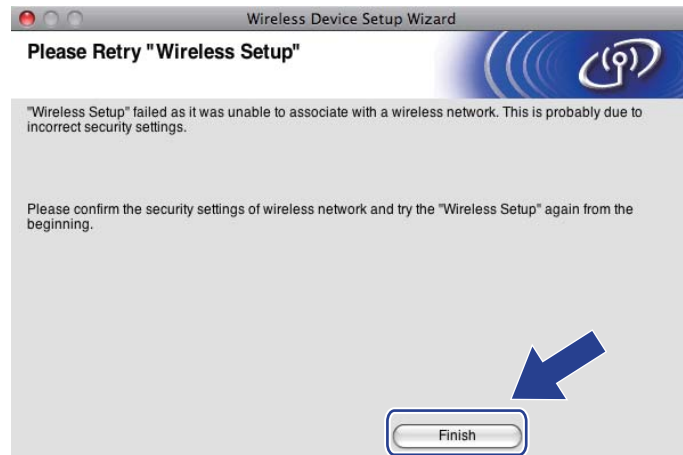 Wireless Device Setup Wizard
Please Retry "Wireless Setup"
"Wireless Setup" failed as it was unable to associate with a wireless network. This is probably due to
incorrect security settings.
Please confirm the security settings of wireless network and try the "Wireless Setup" again from the
beginning.
Finish